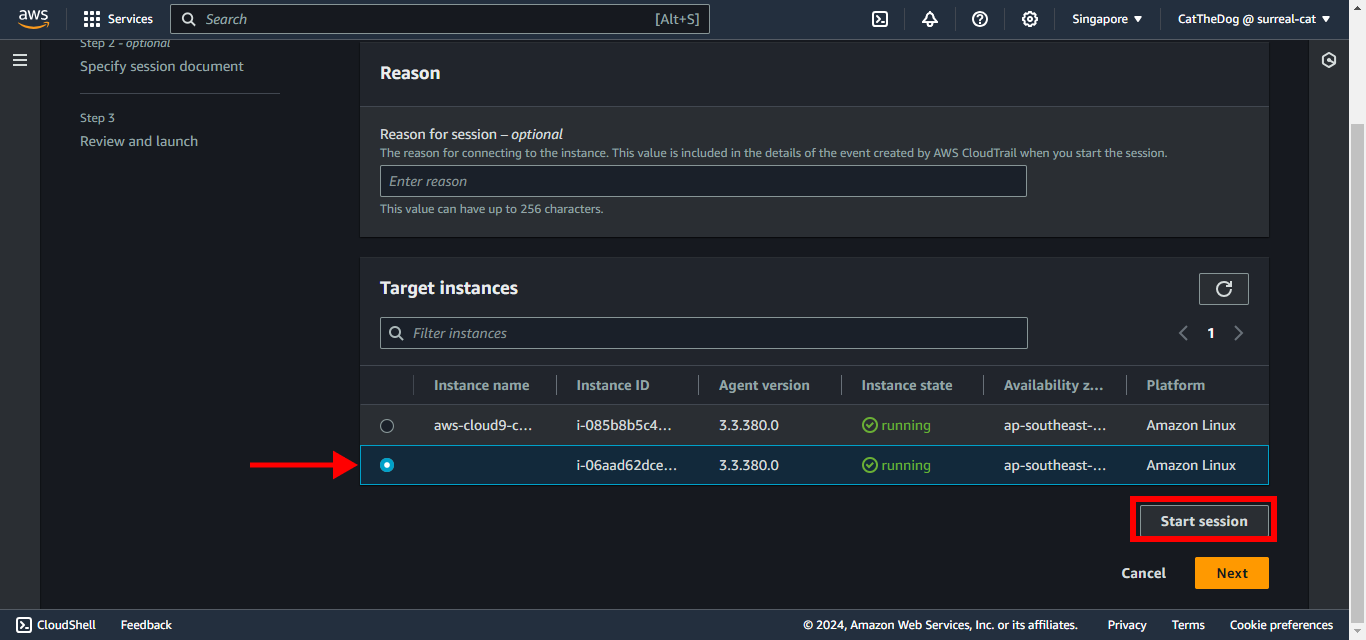 aws
Services
Search
[Alt+S]
Singapore
CatTheDog @ surreal-cat
Step 2 - optional
Specify session document
Step 3
Review and launch
Reason
Reason for session – optional
The reason for connecting to the instance. This value is included in the details of the event created by AWS CloudTrail when you start the session.
Enter reason
This value can have up to 256 characters.
Target instances
Filter instances
1
Instance name Instance ID Agent version Instance state Availability z... Platform
aws-cloud9-c... i-085b8b5c4... 3.3.380.0 running ap-southeast-... Amazon Linux
i-06aad62dce... 3.3.380.0 running ap-southeast-... Amazon Linux
Start session
Cancel Next
CloudShell Feedback © 2024, Amazon Web Services, Inc. or its affiliates. Privacy Terms Cookie preferences